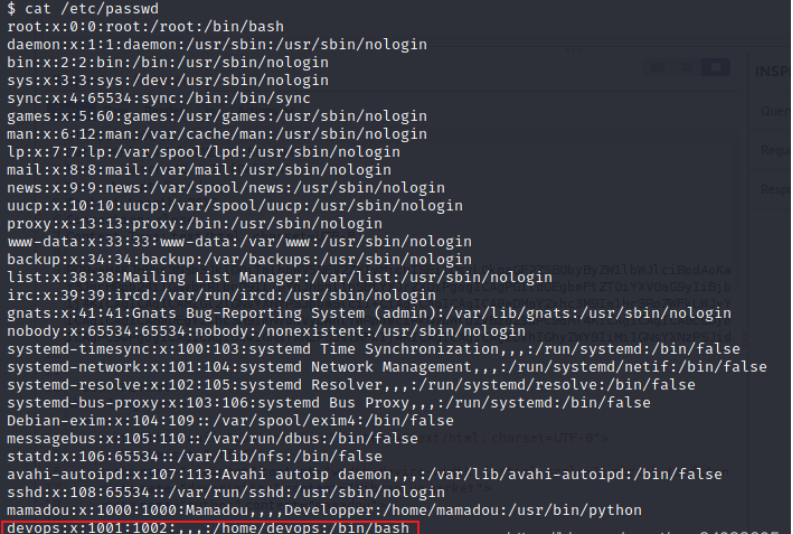 $ cat /etc/passwd
root:x:0:0:root:/root:/bin/bash
daemon:x:1:1:daemon:/usr/sbin:/usr/sbin/nologin
bin:x:2:2:bin:/bin:/usr/sbin/nologin
sys:x:3:3:sys:/dev:/usr/sbin/nologin
sync:x:4:65534:sync:/bin:/bin/sync
games:x:5:60:games:/usr/games:/usr/sbin/nologin
man:x:6:12:man:/var/cache/man:/usr/sbin/nologin
lp:x:7:7:lp:/var/spool/lpd:/usr/sbin/nologin
mail:x:8:8:mail:/var/mail:/usr/sbin/nologin
news:x:9:9:news:/var/spool/news:/usr/sbin/nologin
uucp:x:10:10:uucp:/var/spool/uucp:/usr/sbin/nologin
proxy:x:13:13:proxy:/bin:/usr/sbin/nologin
www-data:x:33:33:www-data:/var/www:/usr/sbin/nologin
backup:x:34:34:backup:/var/backups:/usr/sbin/nologin
list:x:38:38:Mailing List Manager:/var/list:/usr/sbin/nologin
irc:x:39:39:ircd:/var/run/ircd:/usr/sbin/nologin
gnats:x:41:41:Gnats Bug-Reporting System (admin):/var/lib/gnats:/usr/sbin/nologin
nobody:x:65534:65534:nobody:/nonexistent:/usr/sbin/nologin
systemd-timesync:x:100:103:systemd Time Synchronization,,,:/run/systemd:/bin/false
systemd-network:x:101:104:systemd Network Management,,,:/run/systemd/netif:/bin/false
systemd-resolve:x:102:105:systemd Resolver,,,:/run/systemd/resolve:/bin/false
systemd-bus-proxy:x:103:106:systemd Bus Proxy,,,:/run/systemd:/bin/false
Debian-exim:x:104:109::/var/spool/exim4:/bin/false
messagebus:x:105:110::/var/run/dbus:/bin/false
statd:x:106:65534::/var/lib/nfs:/bin/false
avahi-autoipd:x:107:113:Avahi autoip daemon,,,:/var/lib/avahi-autoipd:/bin/false
sshd:x:108:65534::/var/run/sshd:/usr/sbin/nologin
mamadou:x:1000:1000:Mamadou,,,,Developper:/home/mamadou:/usr/bin/python
devops:x:1001:1002:,,,:/home/devops:/bin/bash